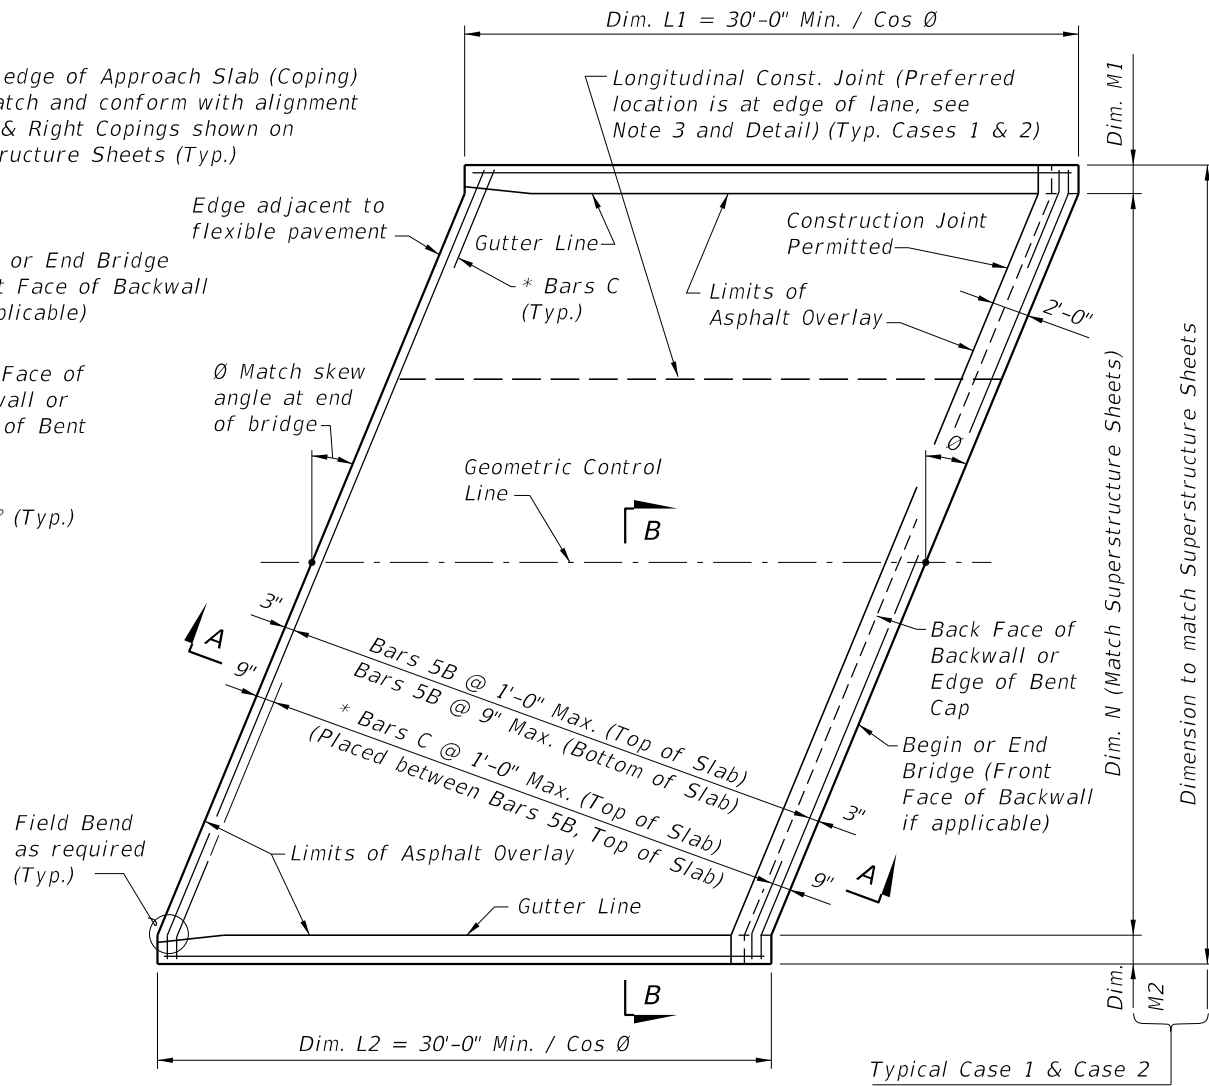 Dim. L1 = 30'-0" Min. / Cos Ø
edge of Approach Slab (Coping)
atch and conform with alignment
& Right Copings shown on
ructure Sheets (Typ.)
Longitudinal Const. Joint (Preferred
location is at edge of lane, see
Note 3 and Detail) (Typ. Cases 1 & 2)
Dim. M1
Edge adjacent to
flexible pavement
Gutter Line
Construction Joint
Permitted
or End Bridge
t Face of Backwall
plicable)
* Bars C
(Typ.)
Limits of
Asphalt Overlay
2'-0"
Face of
wall or
of Bent
Ø Match skew
angle at end
of bridge
Ø
Geometric Control
Line
° (Typ.)
B
Dim. N (Match Superstructure Sheets)
Dimension to match Superstructure Sheets
3"
A
9"
Bars 5B @ 1'-0" Max. (Top of Slab)
Bars 5B @ 9" Max. (Bottom of Slab)
* Bars C @ 1'-0" Max. (Top of Slab)
(Placed between Bars 5B, Top of Slab)
Back Face of
Backwall or
Edge of Bent
Cap
Begin or End
Bridge (Front
Face of Backwall
if applicable)
3"
9"
A
Field Bend
as required
(Typ.)
Limits of Asphalt Overlay
Gutter Line
B
Dim.
M2
Dim. L2 = 30'-0" Min. / Cos Ø
Typical Case 1 & Case 2